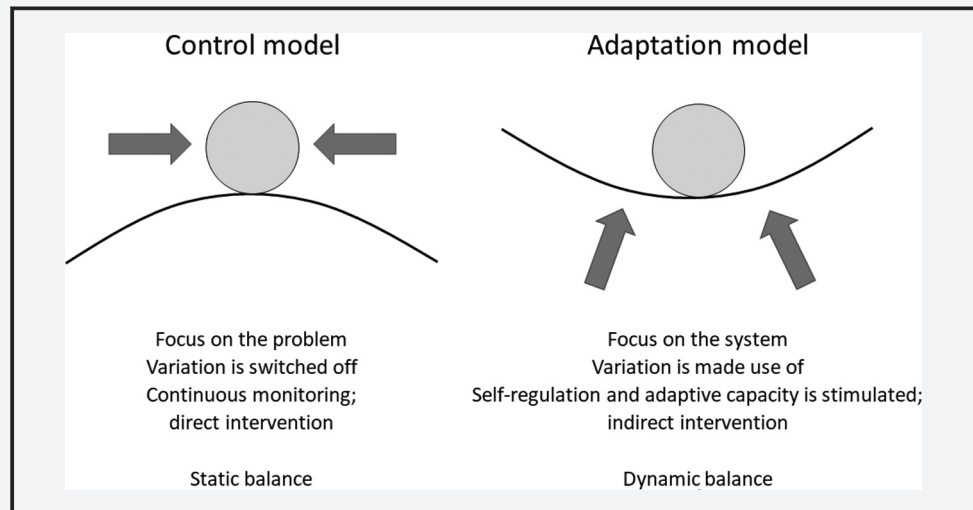 Control model
Focus on the problem
Variation is switched off
Continuous monitoring;
direct intervention
Static balance
Adaptation model
Focus on the system
Variation is made use of
Self-regulation and adaptive capacity is stimulated;
indirect intervention
Dynamic balance